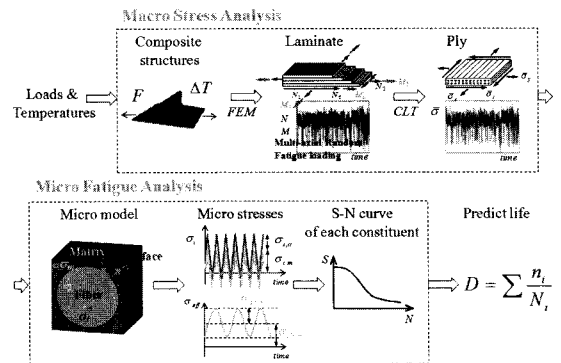 Macro Stress Analysis
Composite structures
Laminate
Ply
Loads & Temperatures
F
ΔT
FEM
N
M
Multi-axial Random
Fatigue loading
time
CLT
σ̄
time
Micro Fatigue Analysis
Micro model
Micro stresses
S-N curve of each constituent
Predict life
Matrix
face
Fiber
time
time
S
N
D = ∑ nᵢ/Nᵢ